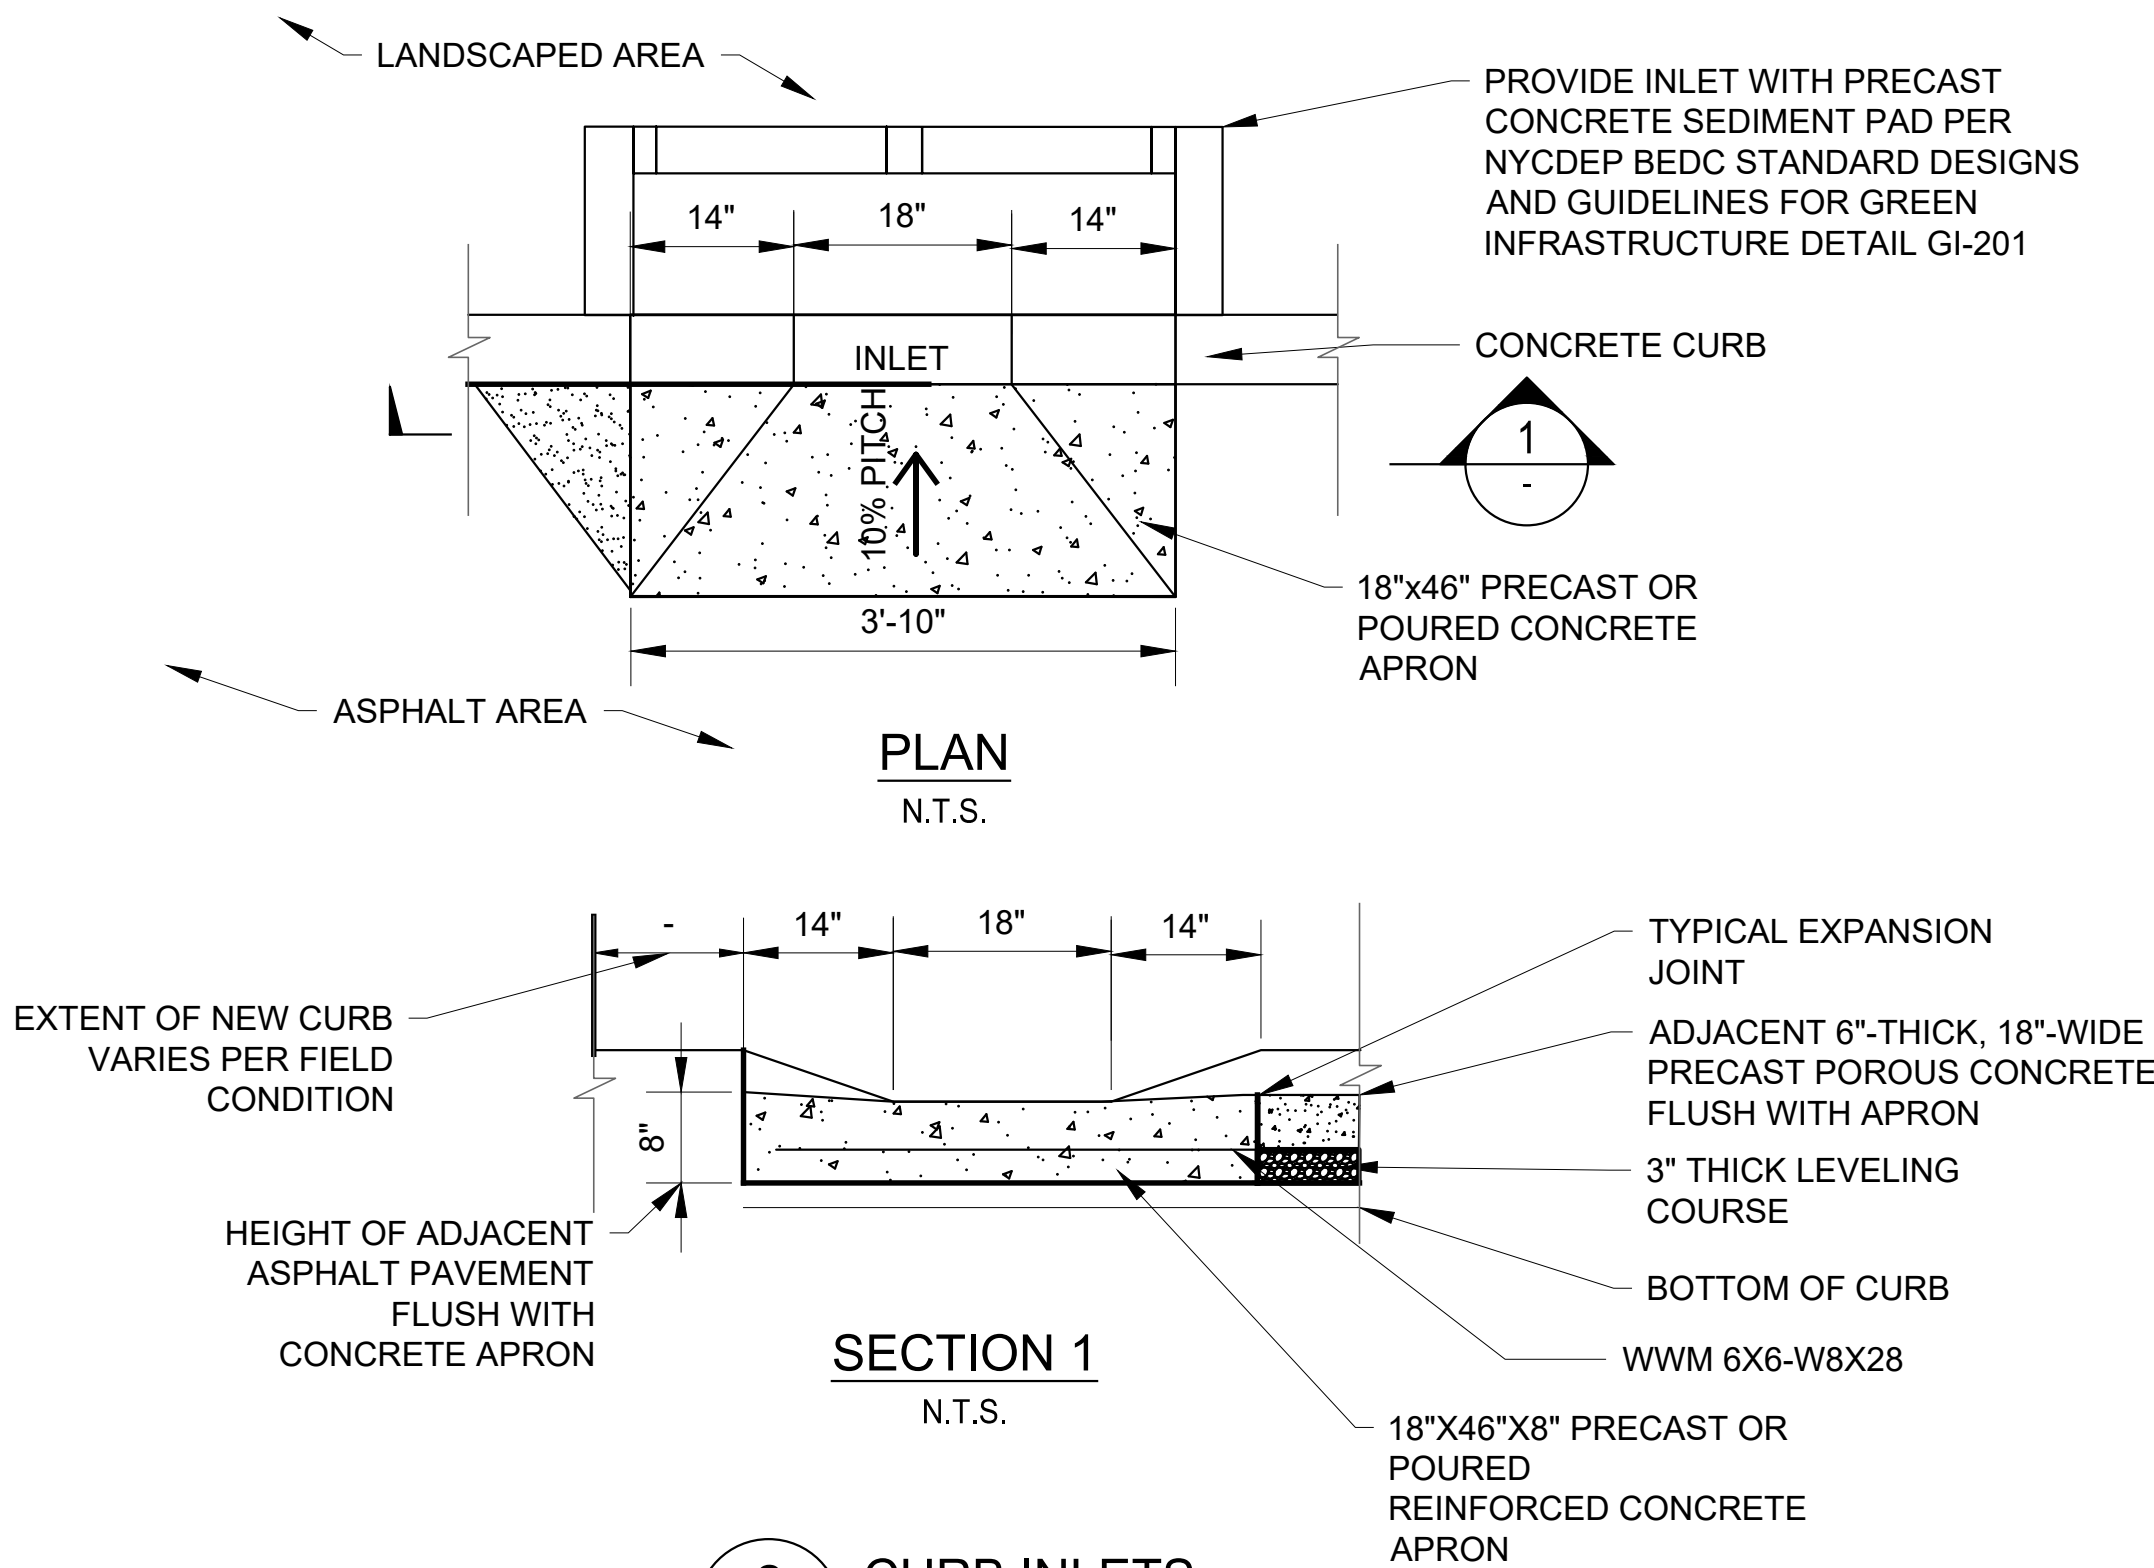 LANDSCAPED AREA
PROVIDE INLET WITH PRECAST
CONCRETE SEDIMENT PAD PER
NYCDEP BEDC STANDARD DESIGNS
AND GUIDELINES FOR GREEN
INFRASTRUCTURE DETAIL GI-201
14"
18"
14"
INLET
CONCRETE CURB
10% PITCH
1
-
18"x46" PRECAST OR
POURED CONCRETE
APRON
3'-10"
ASPHALT AREA
PLAN
N.T.S.
-
14"
18"
14"
TYPICAL EXPANSION
JOINT
EXTENT OF NEW CURB
VARIES PER FIELD
CONDITION
ADJACENT 6"-THICK, 18"-WIDE
PRECAST POROUS CONCRETE
FLUSH WITH APRON
8"
3" THICK LEVELING
COURSE
HEIGHT OF ADJACENT
ASPHALT PAVEMENT
FLUSH WITH
CONCRETE APRON
BOTTOM OF CURB
SECTION 1
N.T.S.
WWM 6X6-W8X28
18"X46"X8" PRECAST OR
POURED
REINFORCED CONCRETE
APRON
CURB INLETS